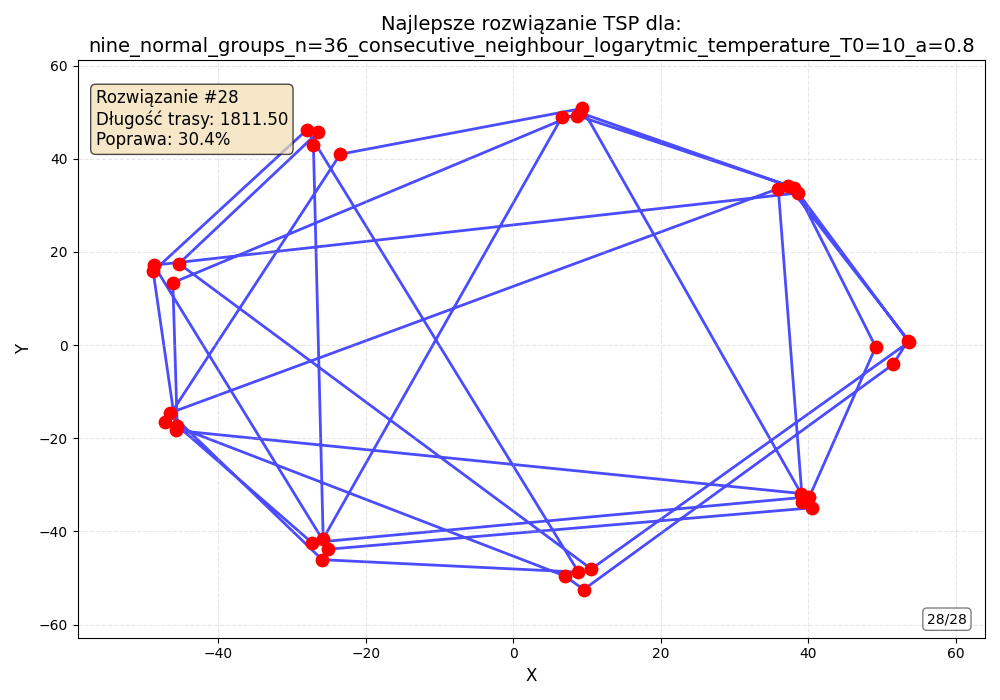 Najlepsze rozwiązanie TSP dla:
nine_normal_groups_n=36_consecutive_neighbour_logarytmic_temperature_T0=10_a=0.8
Rozwiązanie #28
Długość trasy: 1811.50
Poprawa: 30.4%
60
40
20
0
−20
−40
−60
Y
28/28
−40
−20
0
20
40
60
X